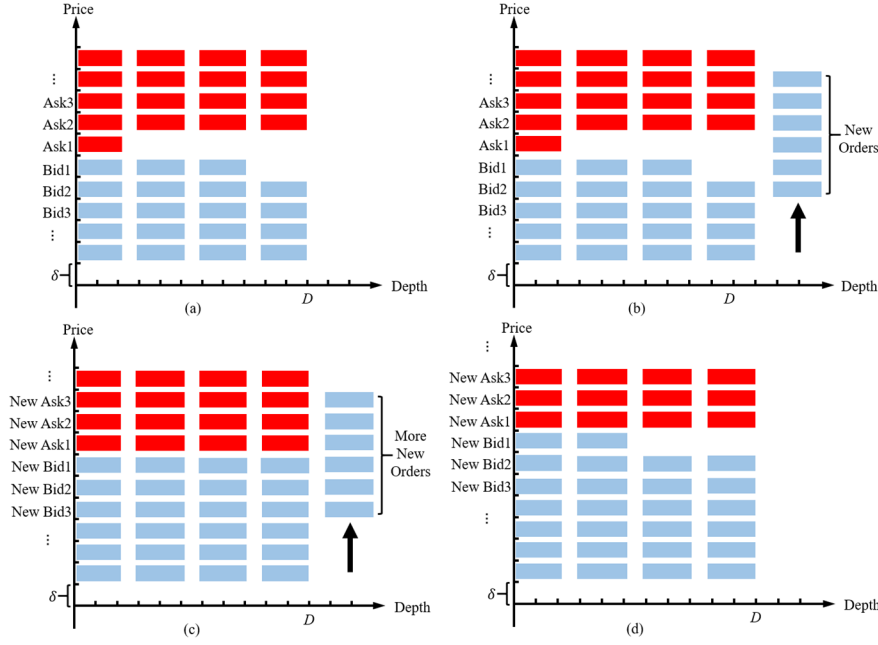 Price
⋮
Ask3
Ask2
Ask1
Bid1
Bid2
Bid3
⋮
δ
Depth
D
(a)
Price
⋮
Ask3
Ask2
Ask1
Bid1
Bid2
Bid3
⋮
New
Orders
δ
Depth
D
(b)
Price
⋮
New Ask3
New Ask2
New Ask1
New Bid1
New Bid2
New Bid3
⋮
More
New
Orders
δ
Depth
D
(c)
Price
⋮
New Ask3
New Ask2
New Ask1
New Bid1
New Bid2
New Bid3
⋮
δ
Depth
D
(d)